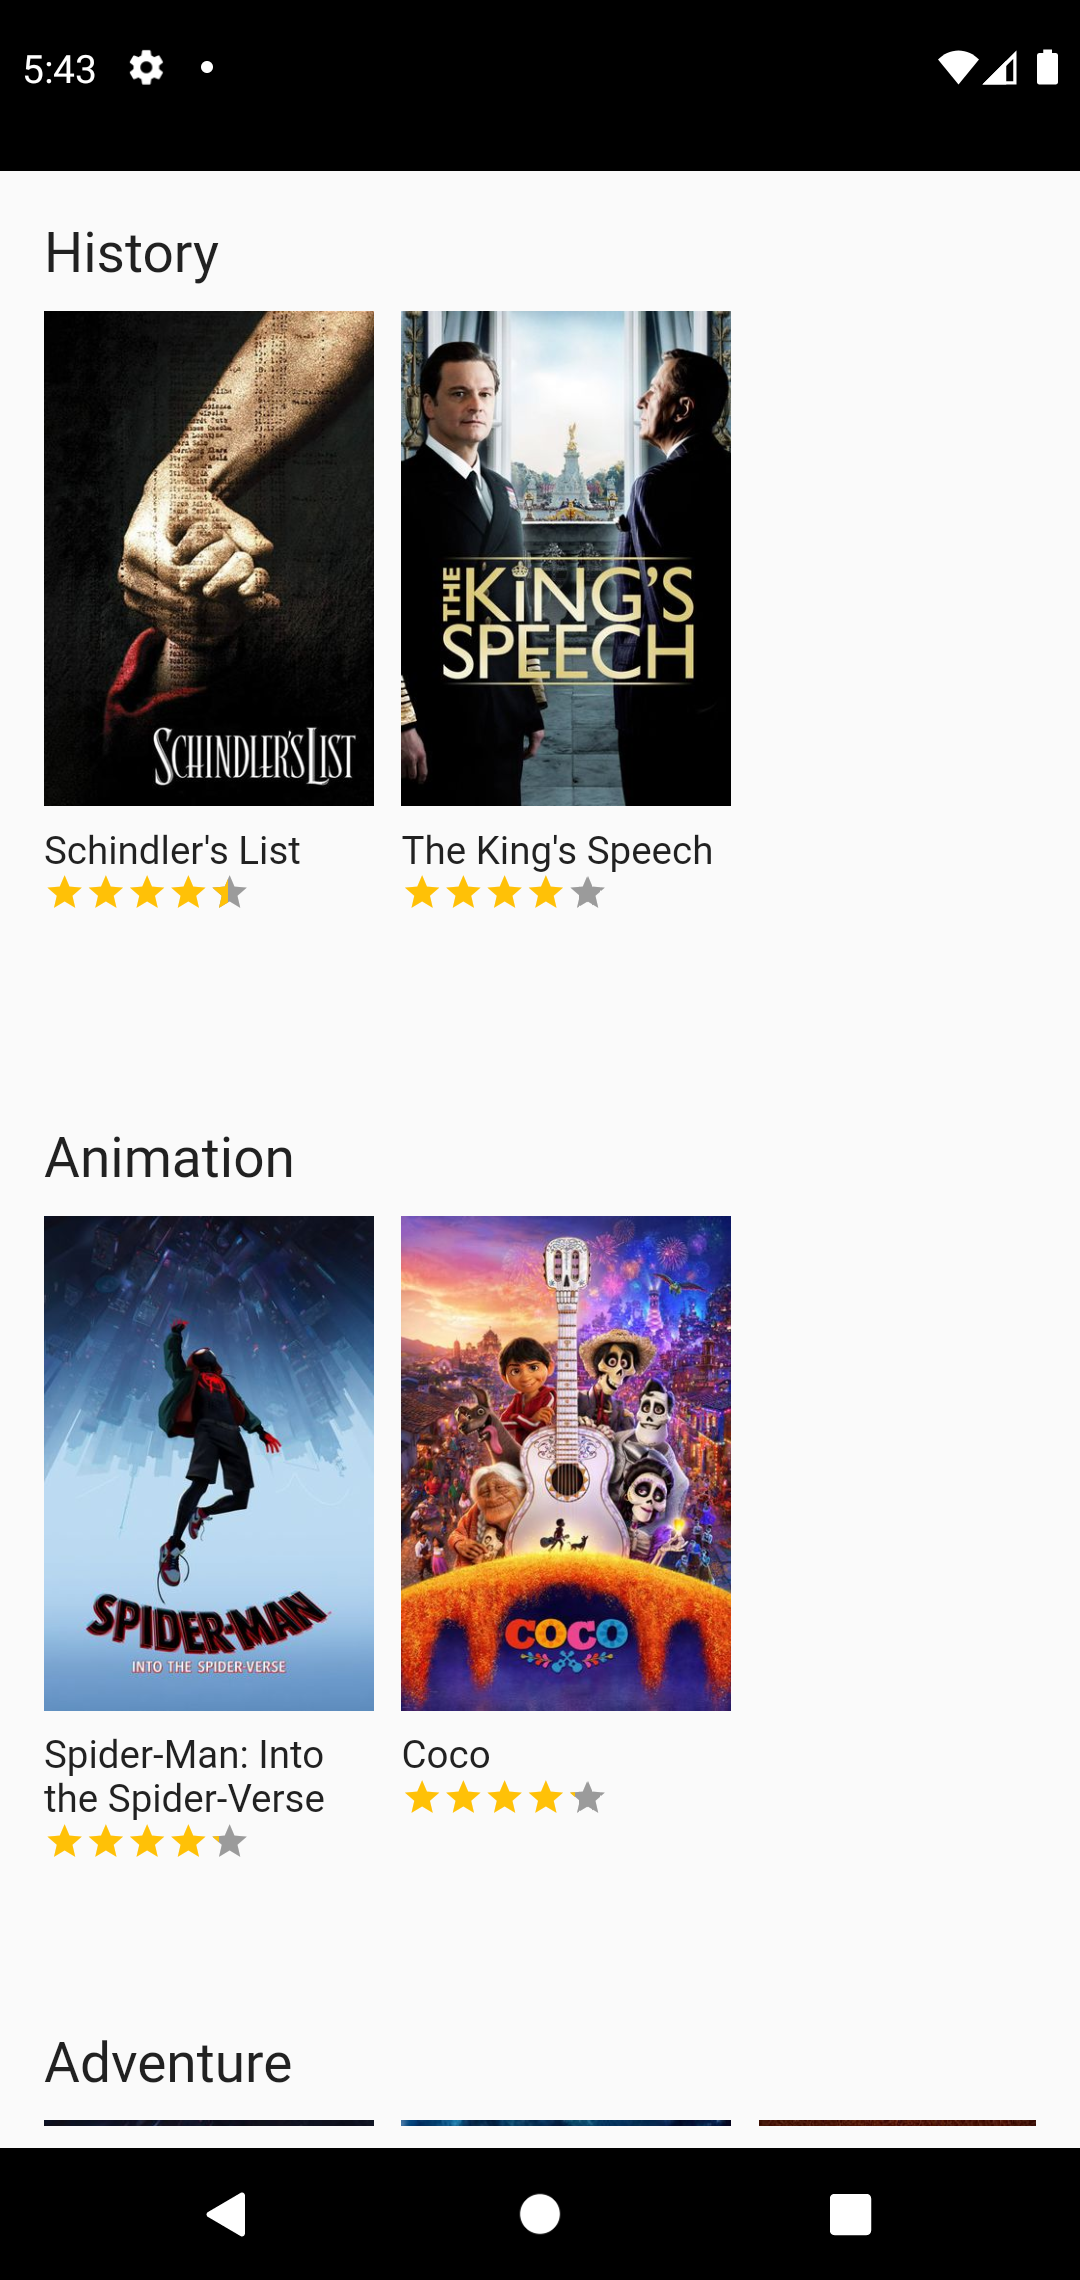 5:43
History
SCHINDLER'S LIST
THE KING'S
SPEECH
Schindler's List
The King's Speech
Animation
SPIDER-MAN
INTO THE SPIDER-VERSE
COCO
Spider-Man: Into
the Spider-Verse
Coco
Adventure